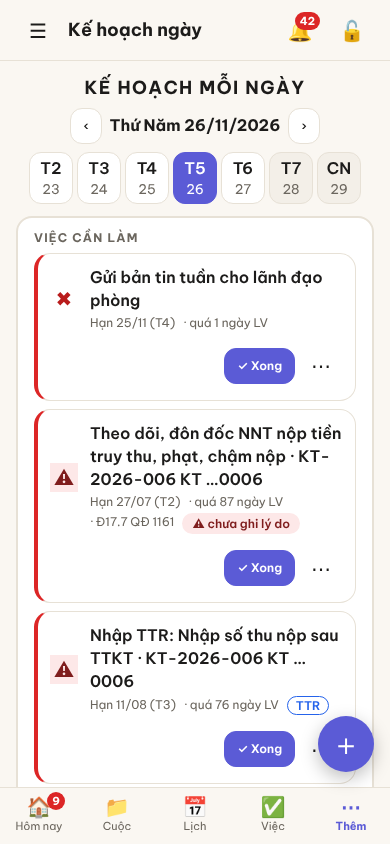 ☰ Kế hoạch ngày 🔔 42 🔓
KẾ HOẠCH MỖI NGÀY
‹ Thứ Năm 26/11/2026 ›
T2 T3 T4 T5 T6 T7 CN
23 24 25 26 27 28 29
VIỆC CẦN LÀM
Gửi bản tin tuần cho lãnh đạo
phòng
Hạn 25/11 (T4) · quá 1 ngày LV
✓ Xong ⋯
Theo dõi, đôn đốc NNT nộp tiền
truy thu, phạt, chậm nộp · KT-
2026-006 KT ...0006
Hạn 27/07 (T2) · quá 87 ngày LV
· Đ17.7 QĐ 1161 ⚠ chưa ghi lý do
✓ Xong ⋯
Nhập TTR: Nhập số thu nộp sau
TTKT · KT-2026-006 KT ...
0006
Hạn 11/08 (T3) · quá 76 ngày LV TTR
✓ Xong
+
9
Hôm nay Cuộc Lịch Việc Thêm